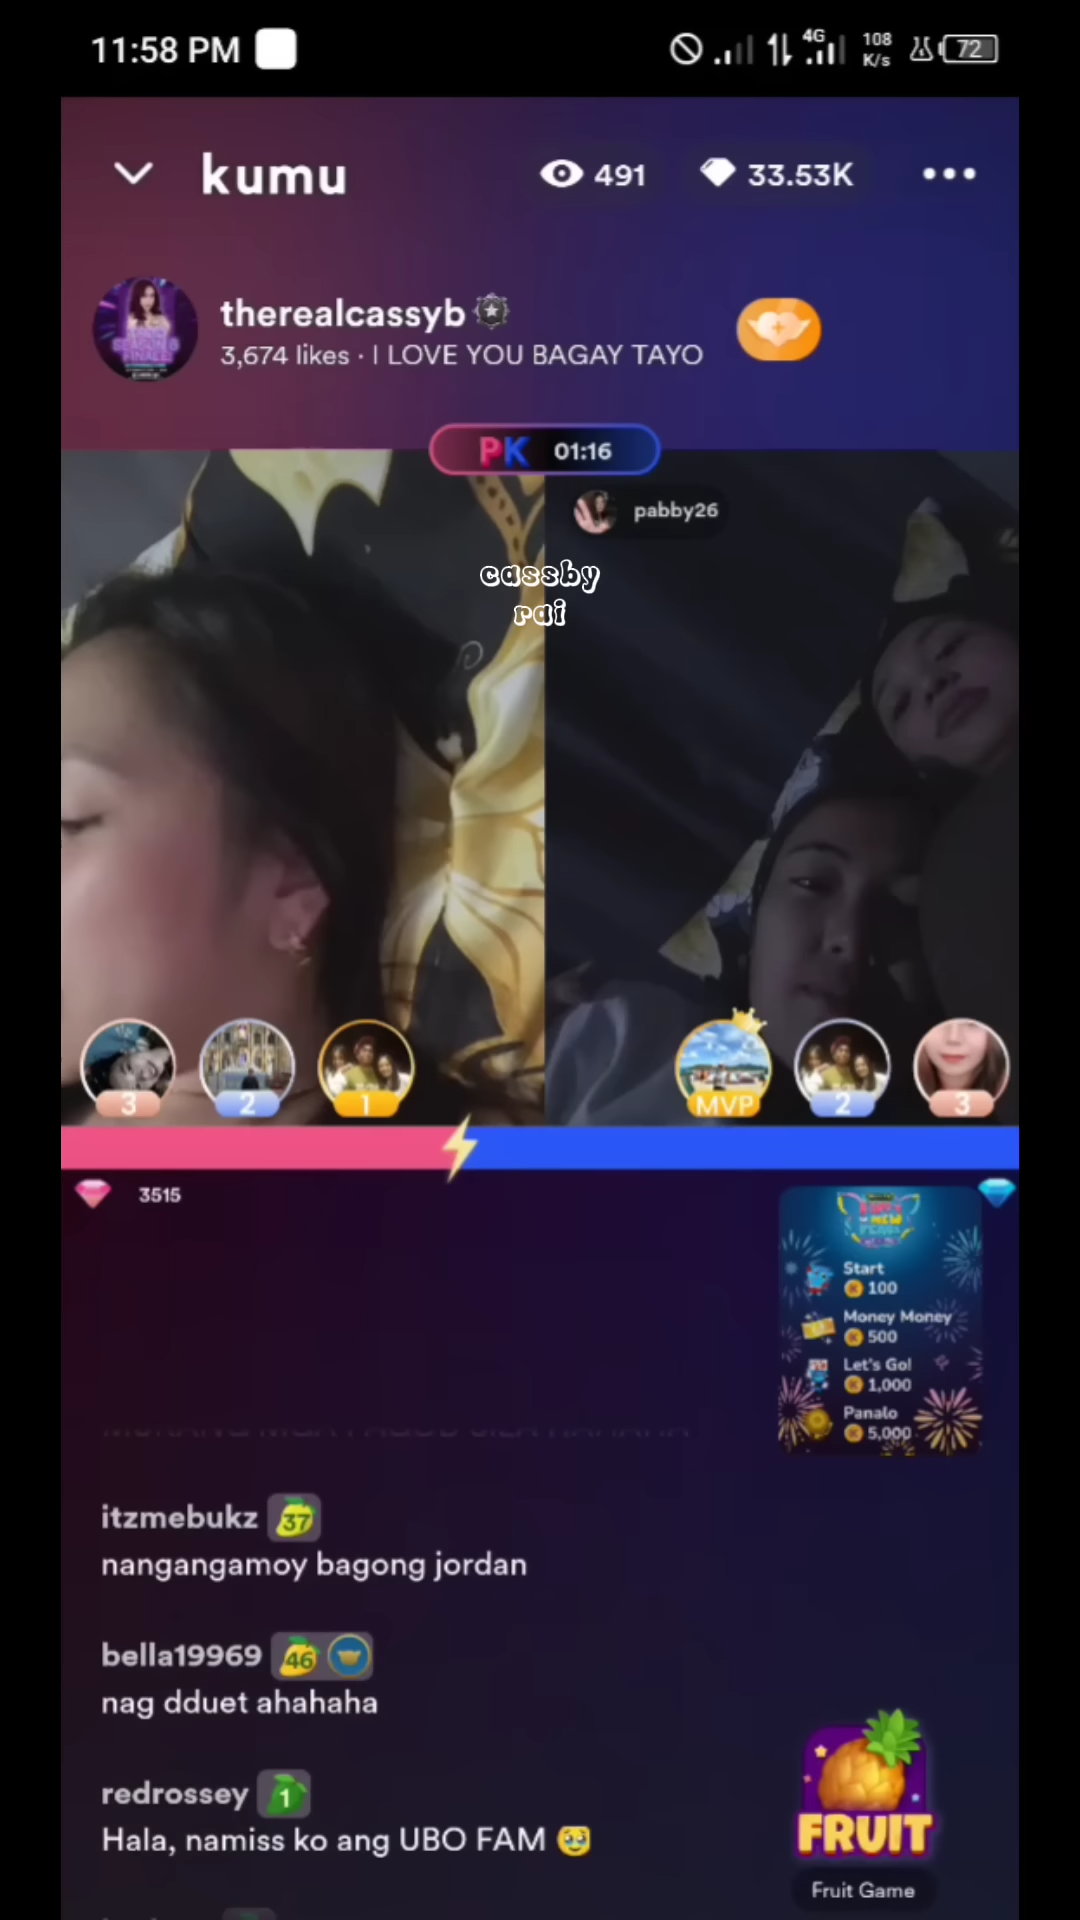 11:58 PM
4G
108
K/s
72
kumu
491
33.53K
therealcassyb
3,674 likes · I LOVE YOU BAGAY TAYO
PK 01:16
pabby26
cassby
rai
3
2
1
MVP
2
3
3515
Start
100
Money Money
500
Let's Go!
1,000
Panalo
5,000
itzmebukz 37
nangangamoy bagong jordan
bella19969 46
nag dduet ahahaha
redrossey 1
Hala, namiss ko ang UBO FAM 🥹
FRUIT
Fruit Game